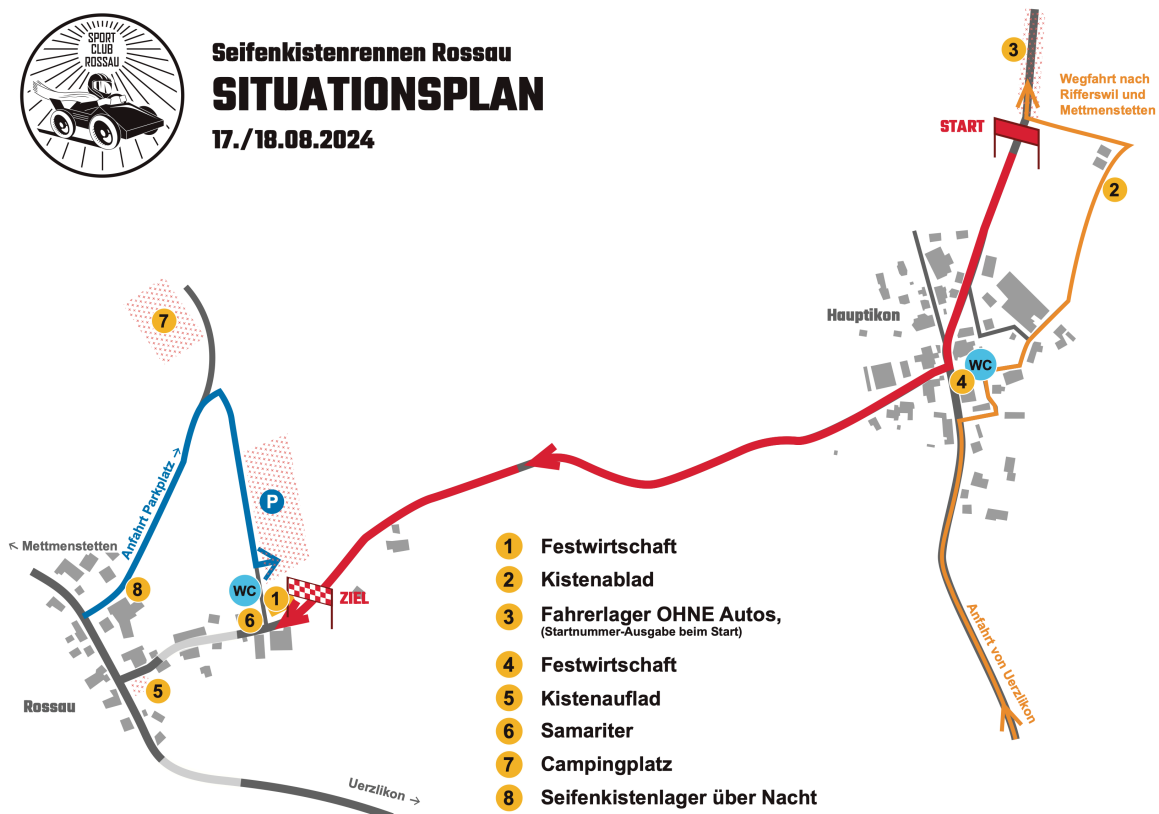 SPORT
CLUB
ROSSAU
Seifenkistenrennen Rossau
SITUATIONSPLAN
17./18.08.2024
3
Wegfahrt nach
Rifferswil und
Mettmenstetten
START
2
Hauptikon
WC
4
7
Anfahrt Parkplatz →
P
← Mettmenstetten
8
WC
1
ZIEL
6
5
Rossau
Uerzlikon →
Anfahrt von Uerzlikon
1 Festwirtschaft
2 Kistenablad
3 Fahrerlager OHNE Autos,
(Startnummer-Ausgabe beim Start)
4 Festwirtschaft
5 Kistenauflad
6 Samariter
7 Campingplatz
8 Seifenkistenlager über Nacht